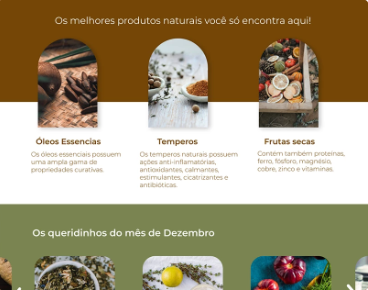 Os melhores produtos naturais você só encontra aqui!
Óleos Essencias
Os óleos essenciais possuem
uma ampla gama de
propriedades curativas.
Temperos
Os temperos naturais possuem
ações anti-inflamatórias,
antioxidantes, calmantes,
estimulantes, cicatrizantes e
antibióticas.
Frutas secas
Contém também proteínas,
ferro, fósforo, magnésio,
cobre, zinco e vitaminas.
Os queridinhos do mês de Dezembro